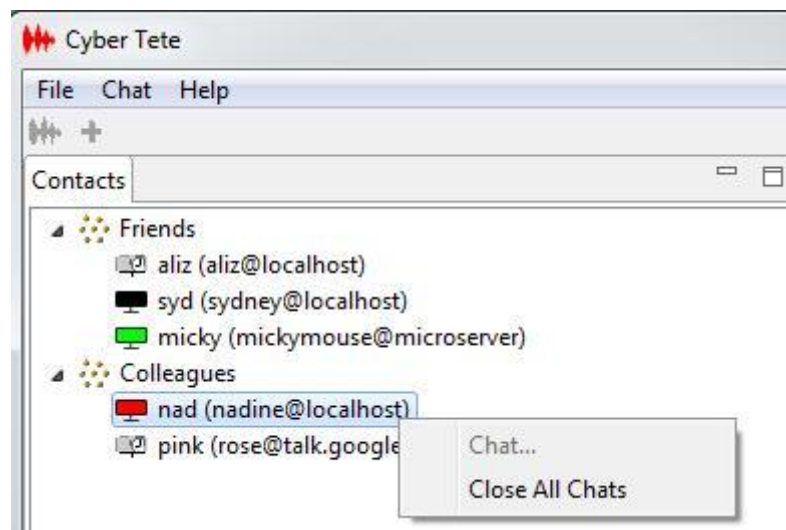 Cyber Tete
File Chat Help
Contacts
Friends
aliz (aliz@localhost)
syd (sydney@localhost)
micky (mickymouse@microserver)
Colleagues
nad (nadine@localhost)
pink (rose@talk.google
Chat...
Close All Chats